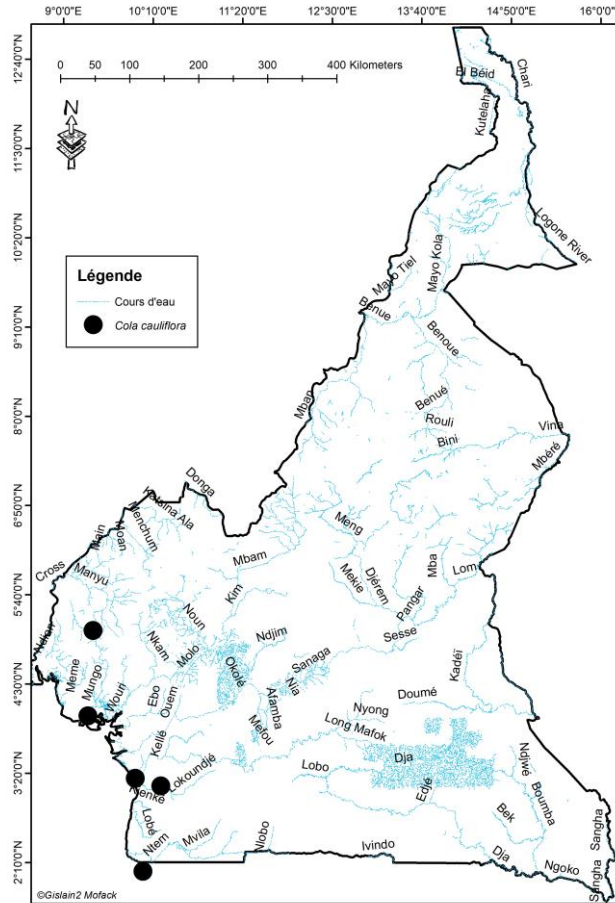 9°0'0"E 10°10'0"E 11°20'0"E 12°30'0"E 13°40'0"E 14°50'0"E 16°0'0"E
12°40'0"N
0 50 100 200 300 400 Kilometers
El Béid
Chari
N
Kutelaha
11°30'0"N
10°20'0"N
Logone River
Mayo Kola
Mayo Tiel
Légende
Cours d'eau
Cola cauliflora
Benue
9°10'0"N
Benoue
Benué
Mban
8°0'0"N
Rouli
Vina
Bini
Mbéré
Donga
6°50'0"N
Katsina Ala
Menchum
Meng
Cross
Manyu
Mbam
Mba
Lom
Mekie
Djérem
5°40'0"N
Kim
Pangar
Noun
Ndjim
Sesse
Nkam
Molo
Sanaga
Kadéï
Meme
Mungo
Okolé
4°30'0"N
Wouri
Ebo
Ouem
Nia
Afamba
Doumé
Nyong
Kellé
Mefou
Long Mafok
3°20'0"N
Lobo
Dja
Ndjwé
Lokoundjé
Kienke
Edjé
Boumba
Bek
Lobé
Ntem
Mvila
Nlobo
Sangha
2°10'0"N
Ivindo
Dja
Ngoko
Sangha
©Gislain2 Mofack